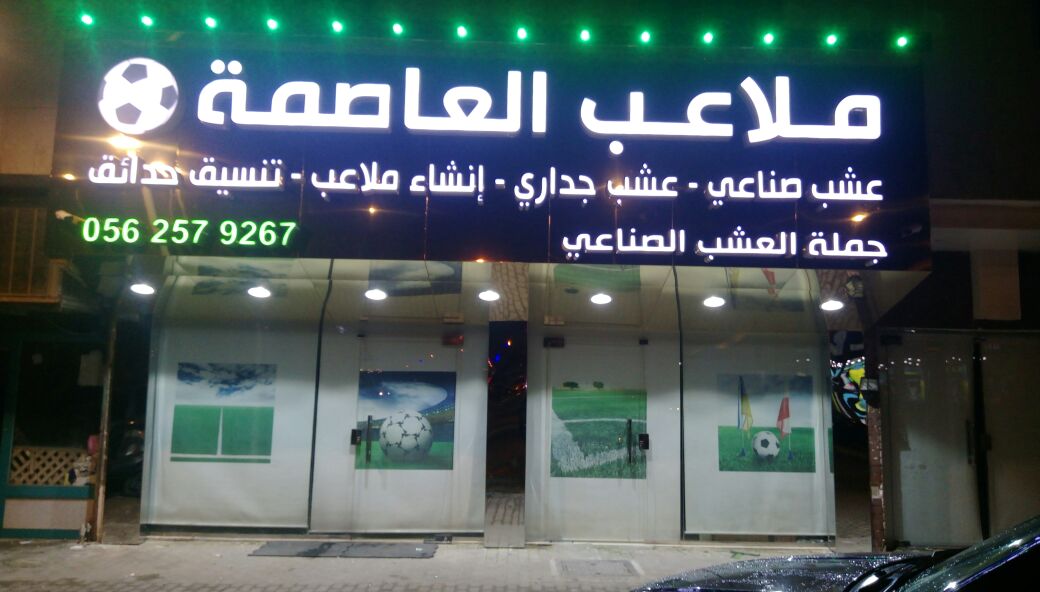 ملاعب العاصمة
عشب صناعي - عشب جداري - إنشاء ملاعب - تنسيق حدائق
جملة العشب الصناعي
056 257 9267